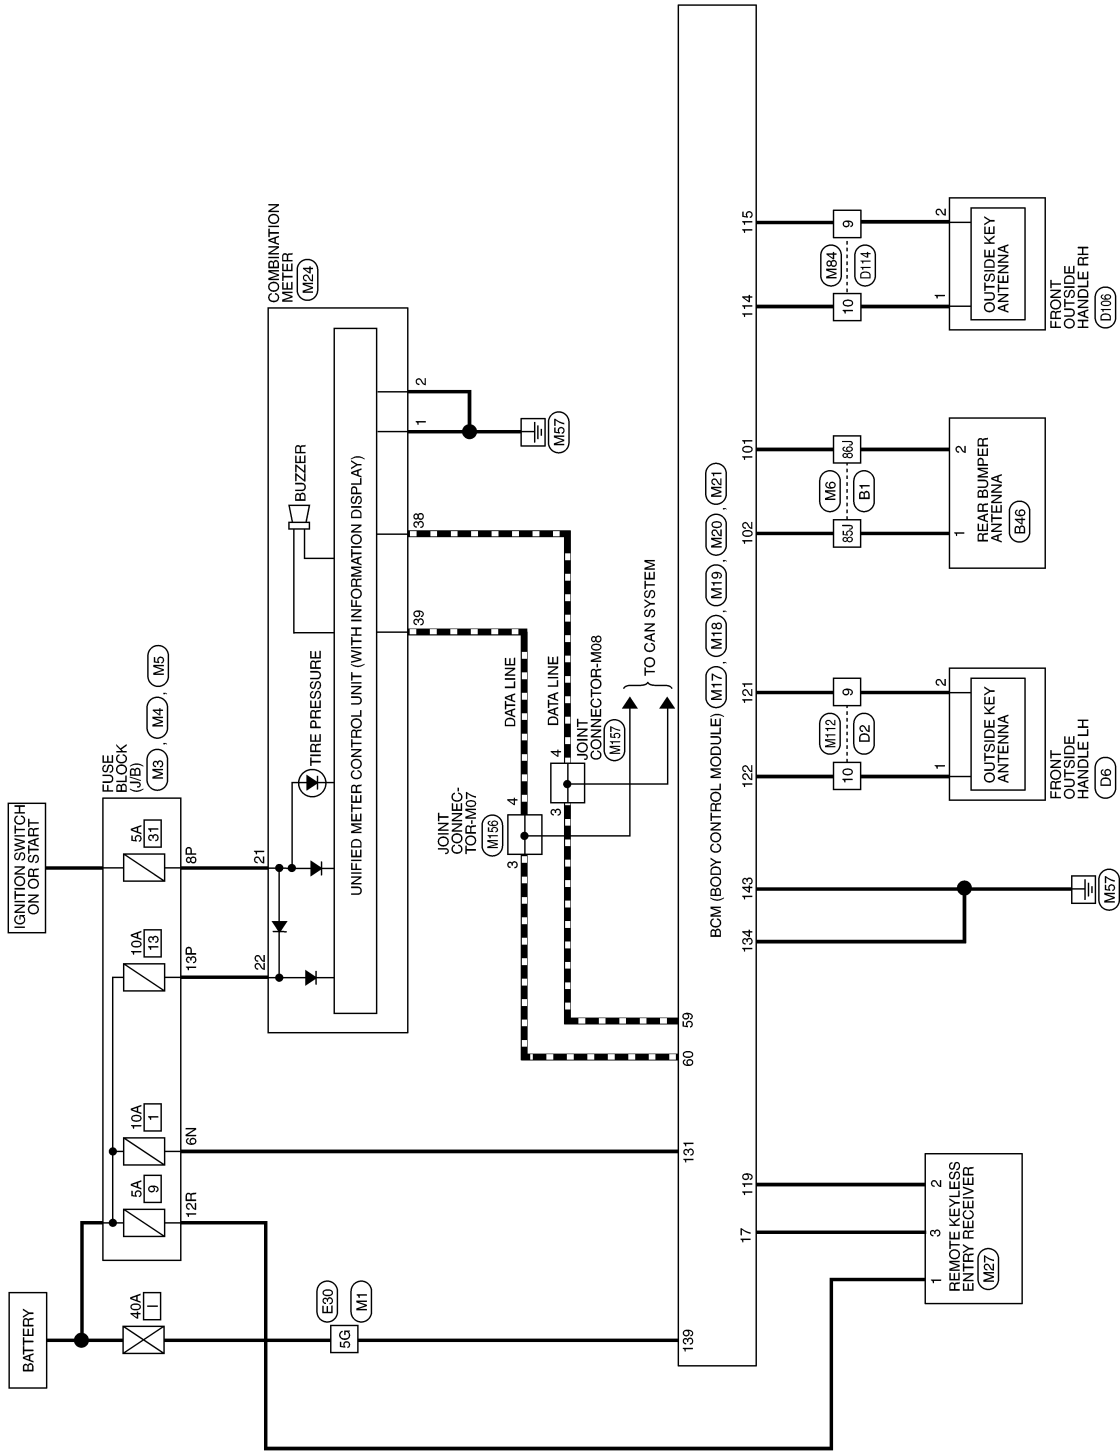 BATTERY
IGNITION SWITCH
ON OR START
40A
I
5A
9
10A
1
10A
13
5A
31
FUSE
BLOCK
(J/B)
M3 , M4 , M5
12R
6N
13P
8P
22
21
COMBINATION
METER
M24
TIRE PRESSURE
BUZZER
UNIFIED METER CONTROL UNIT (WITH INFORMATION DISPLAY)
39
38
1
2
M57
E30
5G
M1
DATA LINE
DATA LINE
JOINT
CONNEC-
TOR-M07
M156
3
4
JOINT
CONNECTOR-M08
M157
3
4
TO CAN SYSTEM
139
131
60
59
BCM (BODY CONTROL MODULE) M17 , M18 , M19 , M20 , M21
17
119
134
143
122
121
102
101
114
115
M112
10
9
D2
M6
85J
86J
B1
M84
10
9
D114
1
3
2
REMOTE KEYLESS
ENTRY RECEIVER
M27
M57
1
2
OUTSIDE KEY
ANTENNA
FRONT
OUTSIDE
HANDLE LH
D6
1
2
REAR BUMPER
ANTENNA
B46
1
2
OUTSIDE KEY
ANTENNA
FRONT
OUTSIDE
HANDLE RH
D106